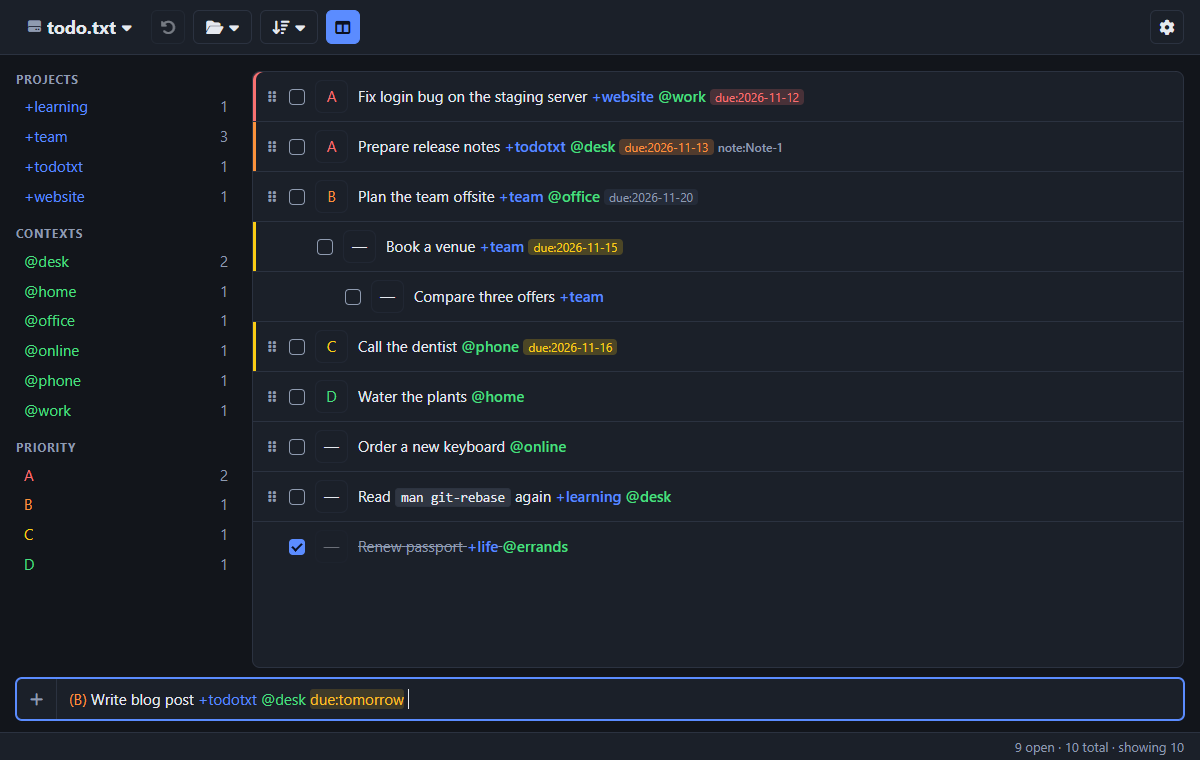 todo.txt
PROJECTS
+learning 1
+team 3
+todotxt 1
+website 1
CONTEXTS
@desk 2
@home 1
@office 1
@online 1
@phone 1
@work 1
PRIORITY
A 2
B 1
C 1
D 1
A Fix login bug on the staging server +website @work due:2026-11-12
A Prepare release notes +todotxt @desk due:2026-11-13 note:Note-1
B Plan the team offsite +team @office due:2026-11-20
— Book a venue +team due:2026-11-15
— Compare three offers +team
C Call the dentist @phone due:2026-11-16
D Water the plants @home
— Order a new keyboard @online
— Read man git-rebase again +learning @desk
— Renew passport +life @errands
+ (B) Write blog post +todotxt @desk due:tomorrow
9 open · 10 total · showing 10